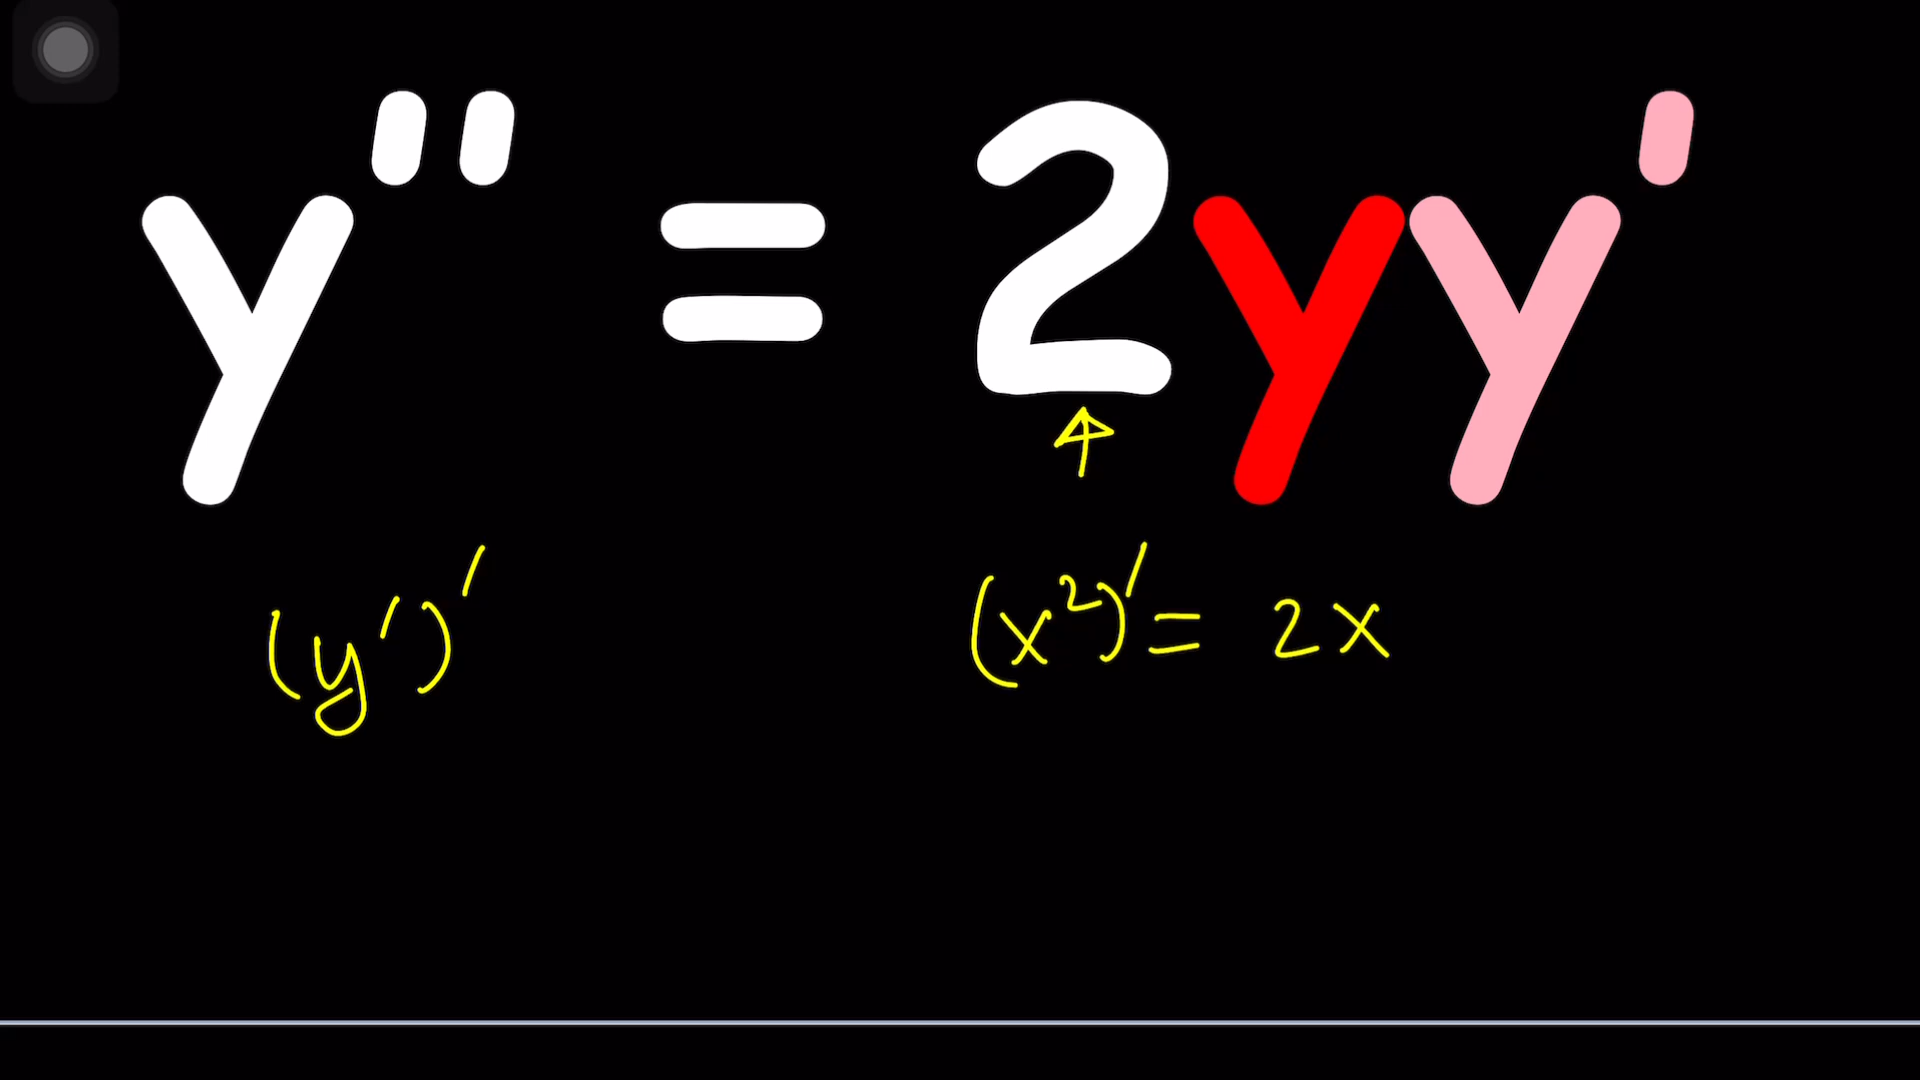 y'' = 2yy'
(y')' (x²)' = 2x